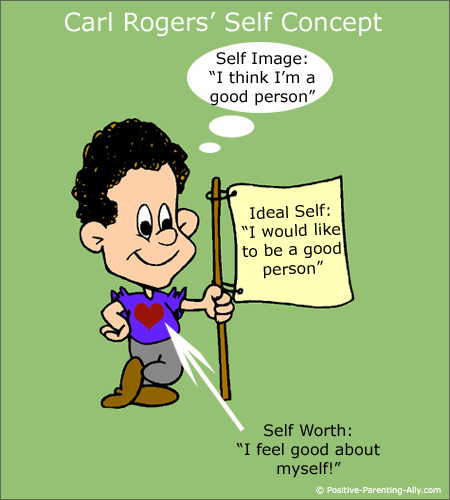 Carl Rogers’ Self Concept
Self Image:
“I think I’m a
good person”
Ideal Self:
“I would like
to be a good
person”
Self Worth:
“I feel good about
myself!”
© Positive-Parenting-Ally.com